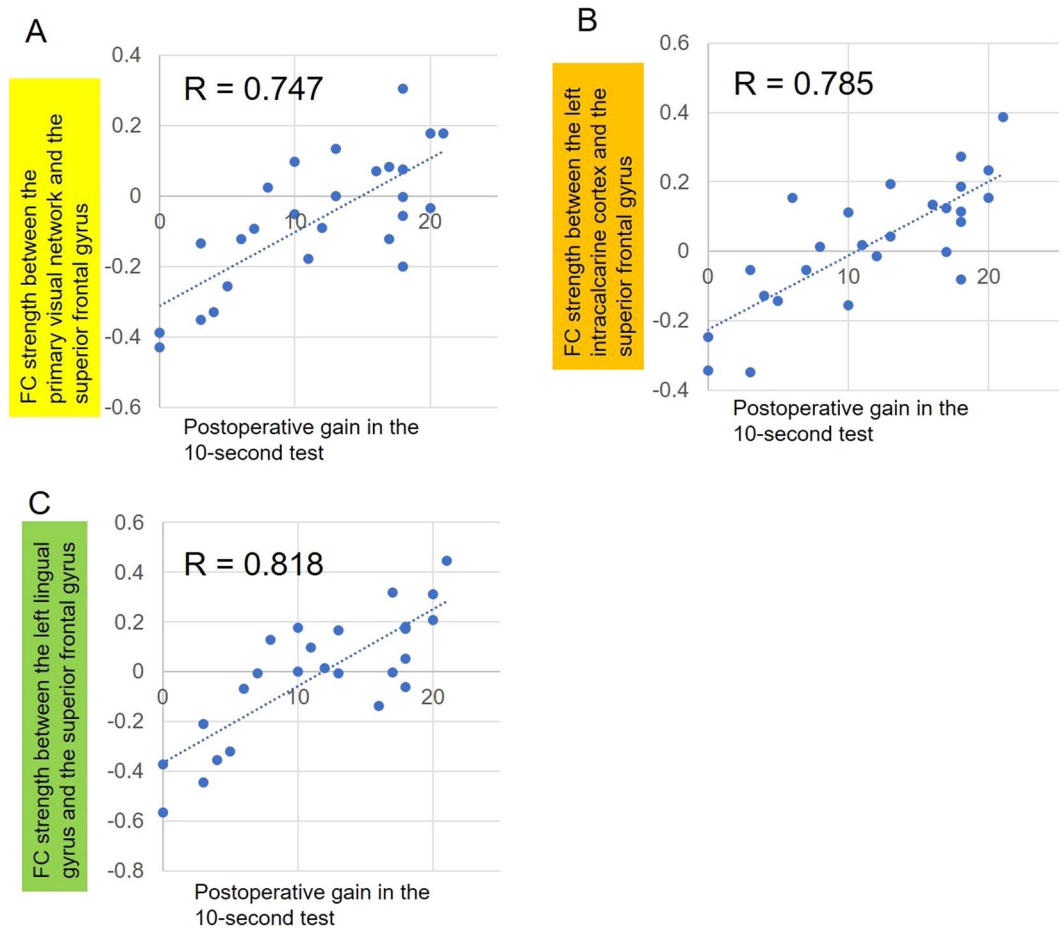 A
FC strength between the
primary visual network and the
superior frontal gyrus
R = 0.747
0.4
0.2
0
-0.2
-0.4
-0.6
0
10
20
Postoperative gain in the
10-second test
B
FC strength between the left
intracalcarine cortex and the
superior frontal gyrus
R = 0.785
0.6
0.4
0.2
0
-0.2
-0.4
0
10
20
Postoperative gain in the
10-second test
C
FC strength between the left lingual
gyrus and the superior frontal gyrus
R = 0.818
0.6
0.4
0.2
0
-0.2
-0.4
-0.6
-0.8
0
10
20
Postoperative gain in the
10-second test